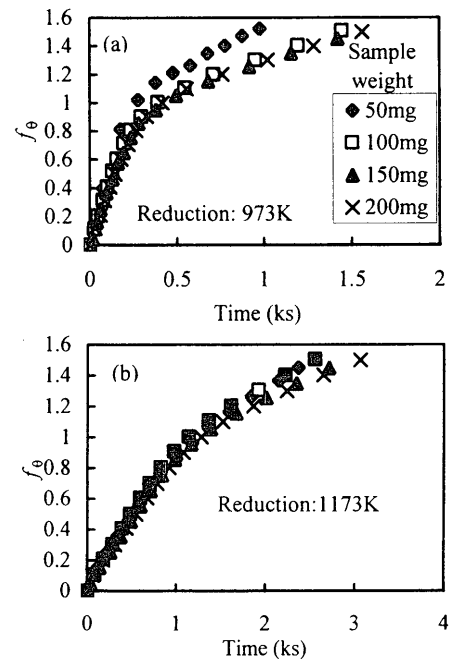 (a)
Sample
weight
50mg
100mg
150mg
200mg
Reduction: 973K
fθ
1.6
1.4
1.2
1
0.8
0.6
0.4
0.2
0
0 0.5 1 1.5 2
Time (ks)
(b)
Reduction:1173K
fθ
1.6
1.4
1.2
1
0.8
0.6
0.4
0.2
0
0 1 2 3 4
Time (ks)